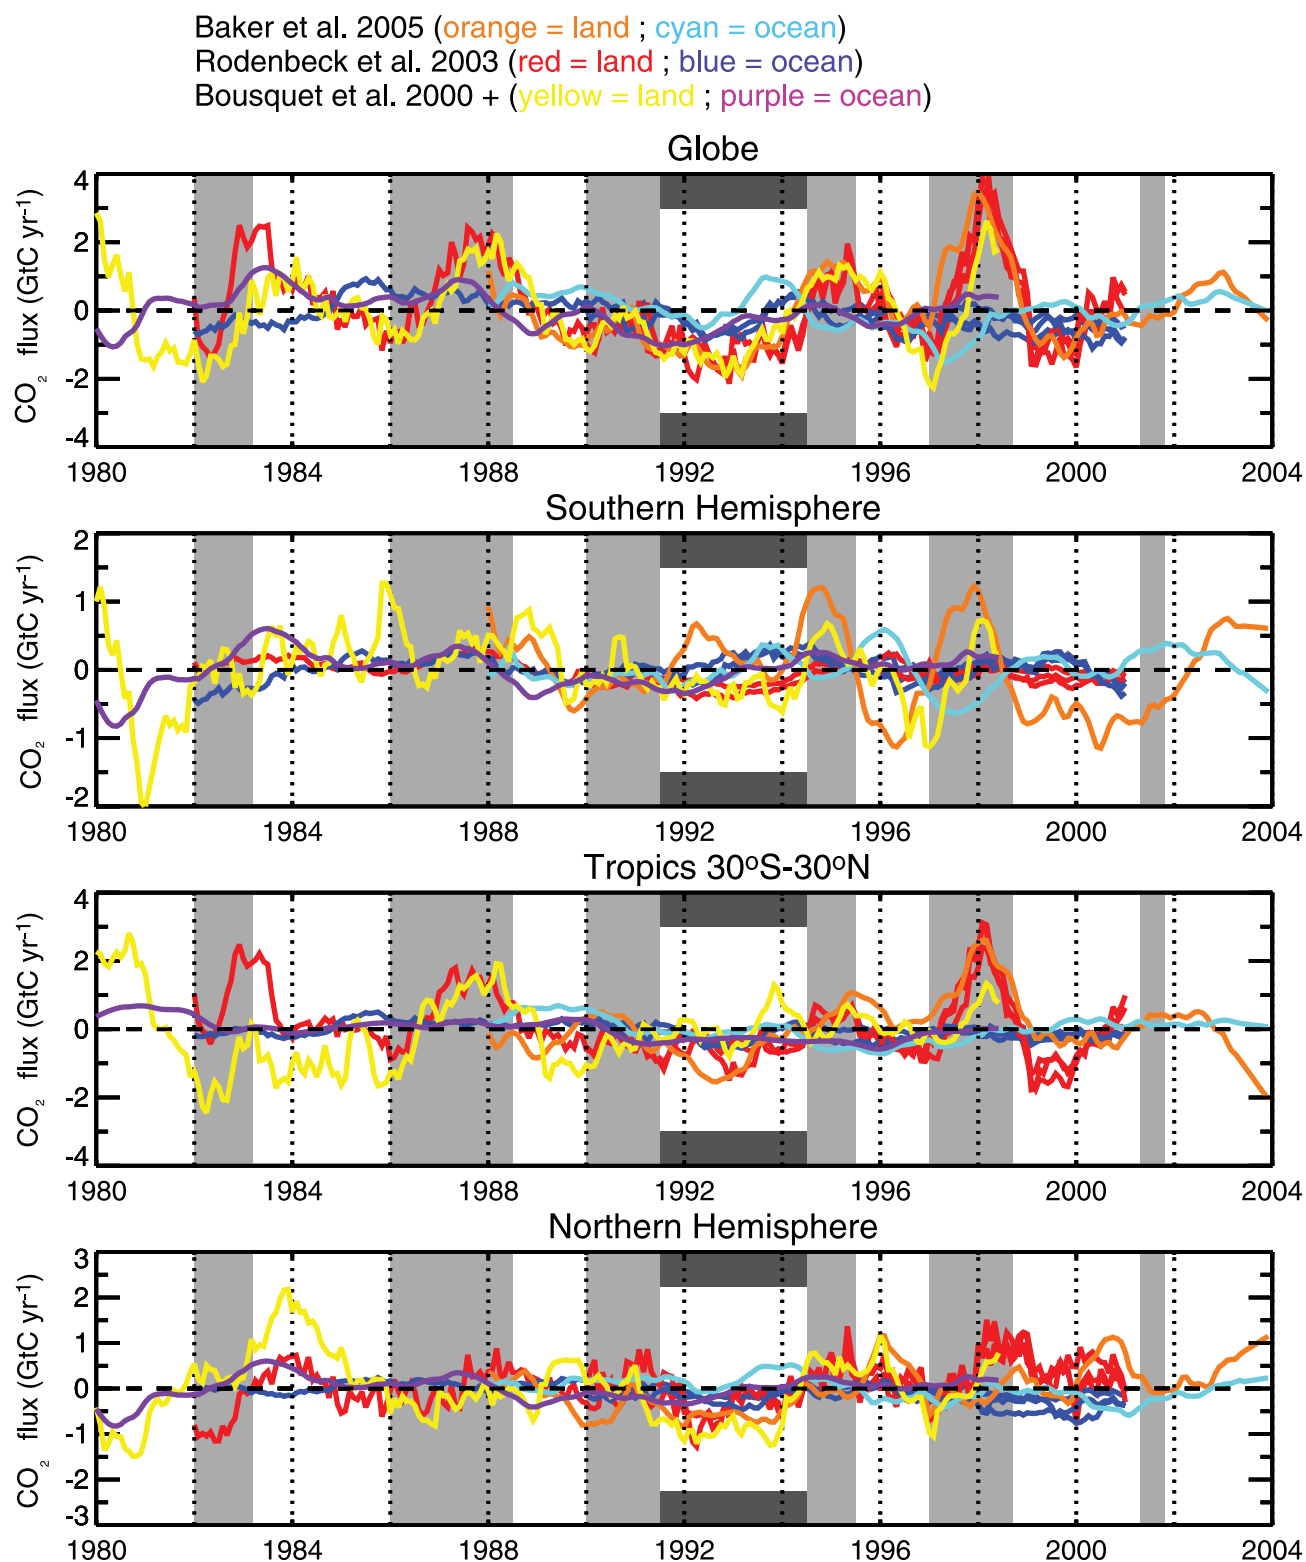 Baker et al. 2005 (orange = land ; cyan = ocean)
Rodenbeck et al. 2003 (red = land ; blue = ocean)
Bousquet et al. 2000 + (yellow = land ; purple = ocean)
Globe
CO₂ flux (GtC yr⁻¹)
4
2
0
-2
-4
1980 1984 1988 1992 1996 2000 2004
Southern Hemisphere
CO₂ flux (GtC yr⁻¹)
2
1
0
-1
-2
1980 1984 1988 1992 1996 2000 2004
Tropics 30ºS-30ºN
CO₂ flux (GtC yr⁻¹)
4
2
0
-2
-4
1980 1984 1988 1992 1996 2000 2004
Northern Hemisphere
CO₂ flux (GtC yr⁻¹)
3
2
1
0
-1
-2
-3
1980 1984 1988 1992 1996 2000 2004